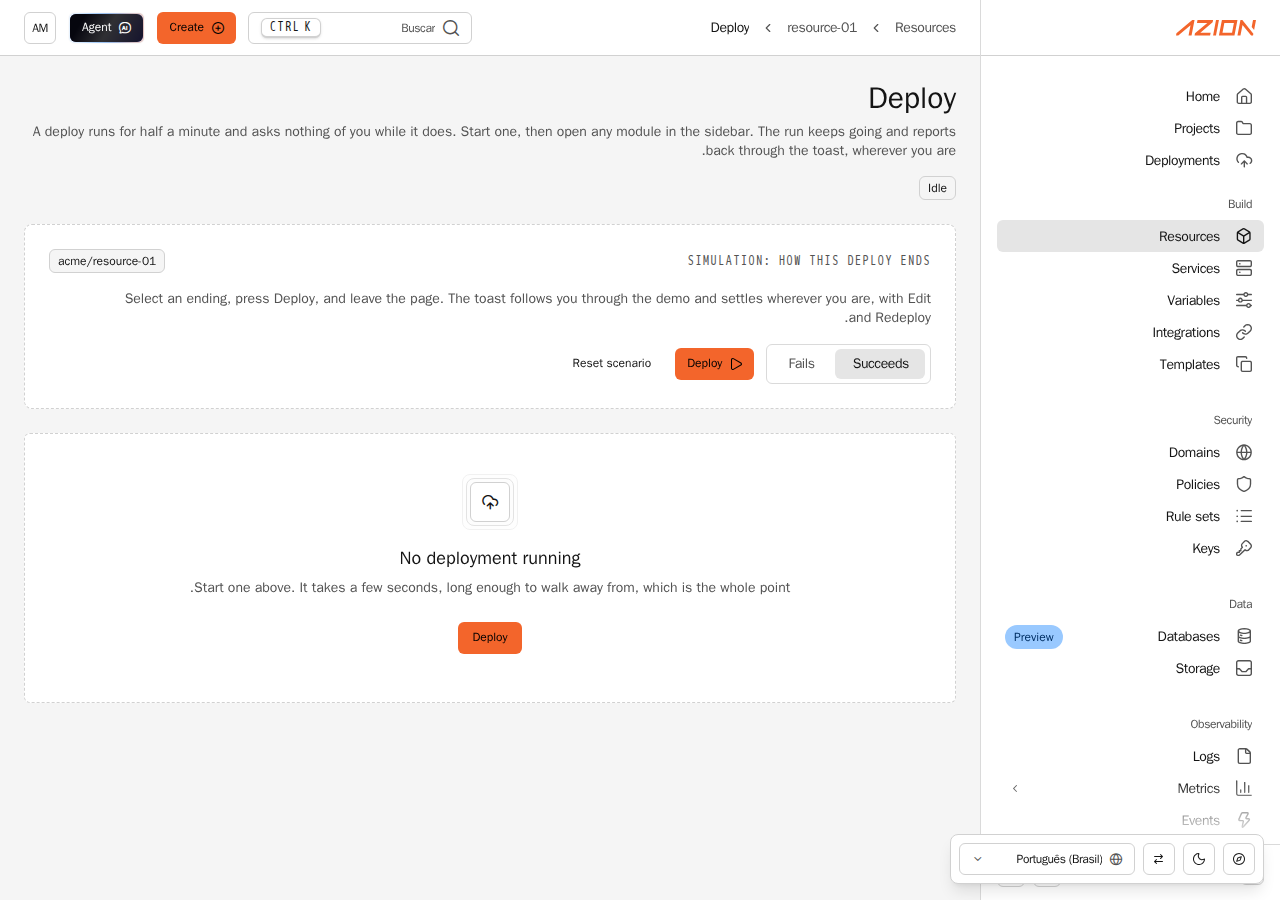 AZION
Resources
resource-01
Deploy
Buscar
CTRL K
Create
Agent
AM
Home
Projects
Deployments
Build
Resources
Services
Variables
Integrations
Templates
Security
Domains
Policies
Rule sets
Keys
Data
Databases
Preview
Storage
Observability
Logs
Metrics
Events
Português (Brasil)
Deploy
A deploy runs for half a minute and asks nothing of you while it does. Start one, then open any module in the sidebar. The run keeps going and reports
.back through the toast, wherever you are
Idle
SIMULATION: HOW THIS DEPLOY ENDS
acme/resource-01
Select an ending, press Deploy, and leave the page. The toast follows you through the demo and settles wherever you are, with Edit
.and Redeploy
Succeeds
Fails
Deploy
Reset scenario
No deployment running
.Start one above. It takes a few seconds, long enough to walk away from, which is the whole point
Deploy